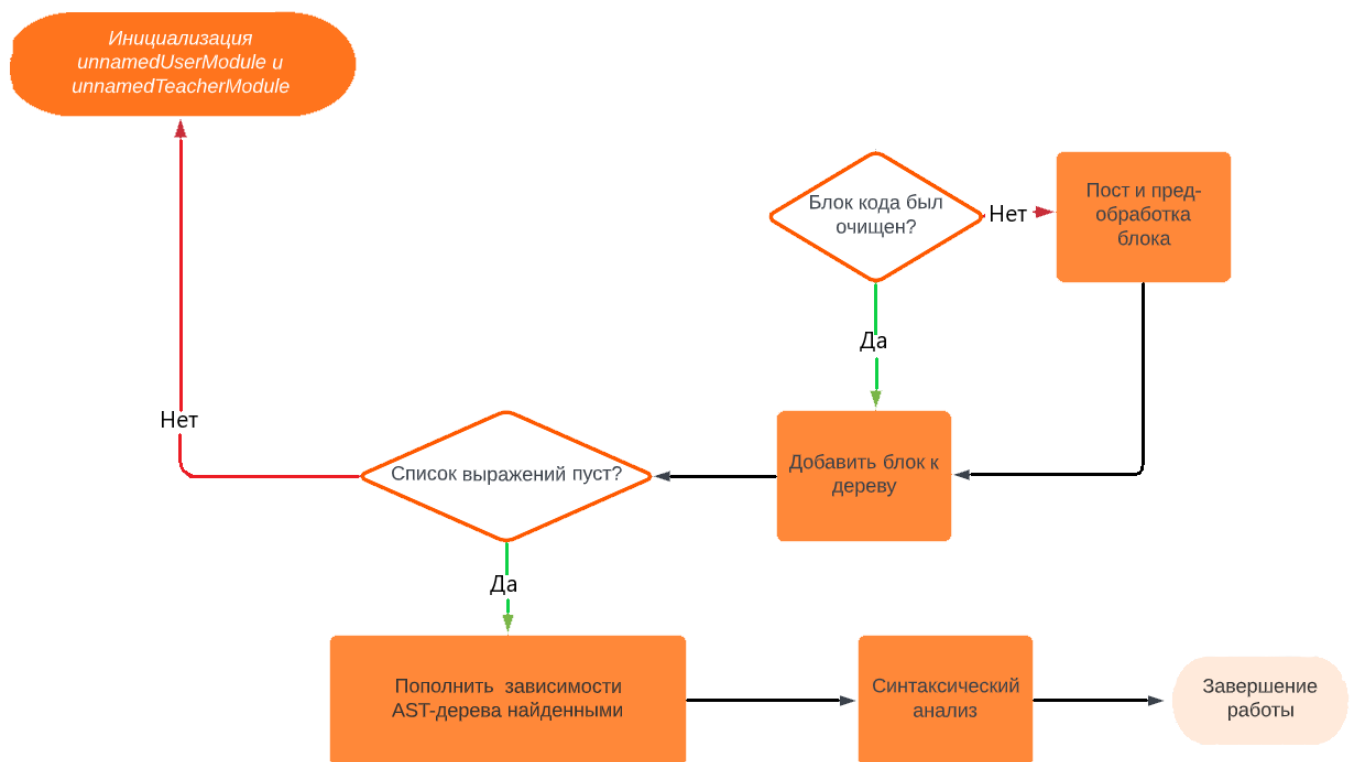 Инициализация
unnamedUserModule и
unnamedTeacherModule
Блок кода был
очищен?
Нет
Пост и пред-
обработка
блока
Да
Нет
Список выражений пуст?
Добавить блок к
дереву
Да
Пополнить зависимости
AST-дерева найденными
Синтаксический
анализ
Завершение
работы